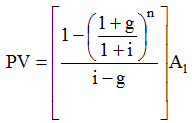 PV = [ (1 − ((1 + g)/(1 + i))^n) / (i − g) ] A₁